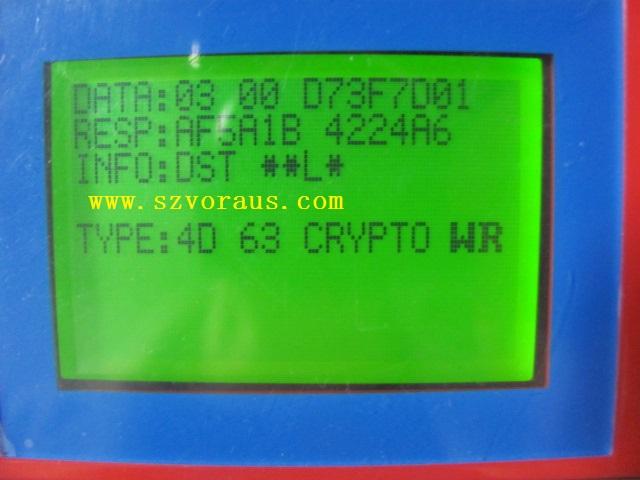 DATA:03 00 D73F7D01
RESP:AF5A1B 4224A6
INFO:DST **L*
www.szvoraus.com
TYPE:4D 63 CRYPTO WR